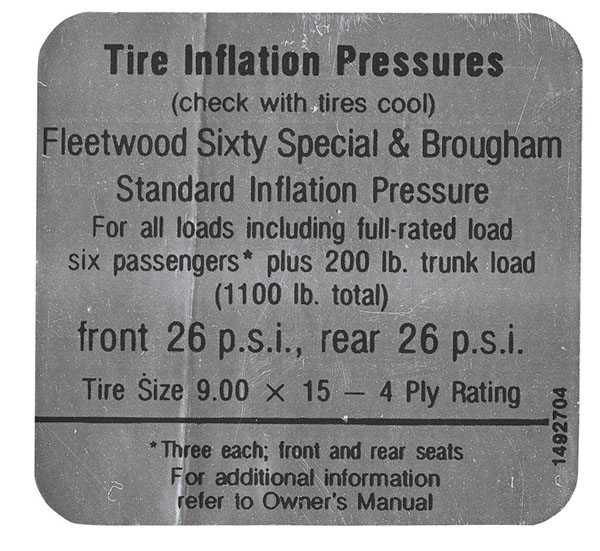 Tire Inflation Pressures
(check with tires cool)
Fleetwood Sixty Special & Brougham
Standard Inflation Pressure
For all loads including full-rated load
six passengers* plus 200 lb. trunk load
(1100 lb. total)
front 26 p.s.i., rear 26 p.s.i.
Tire Size 9.00 × 15 – 4 Ply Rating
1492704
*Three each; front and rear seats
For additional information
refer to Owner's Manual